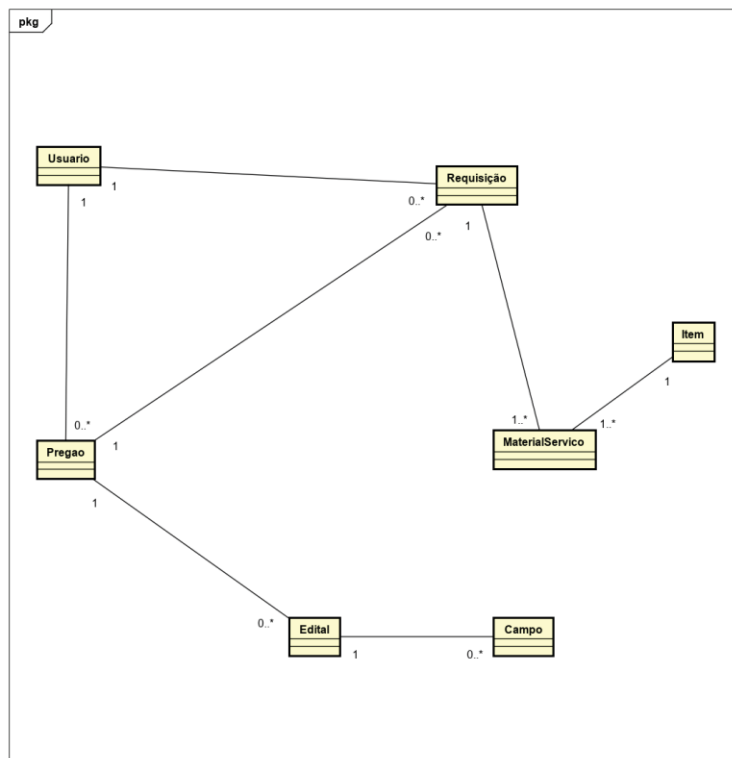 pkg
Usuario
1
1
Requisição
0..*
0..*
1
Item
1
1..*
1..*
MaterialServico
0..*
1
Pregao
1
0..*
Edital
1
Campo
0..*